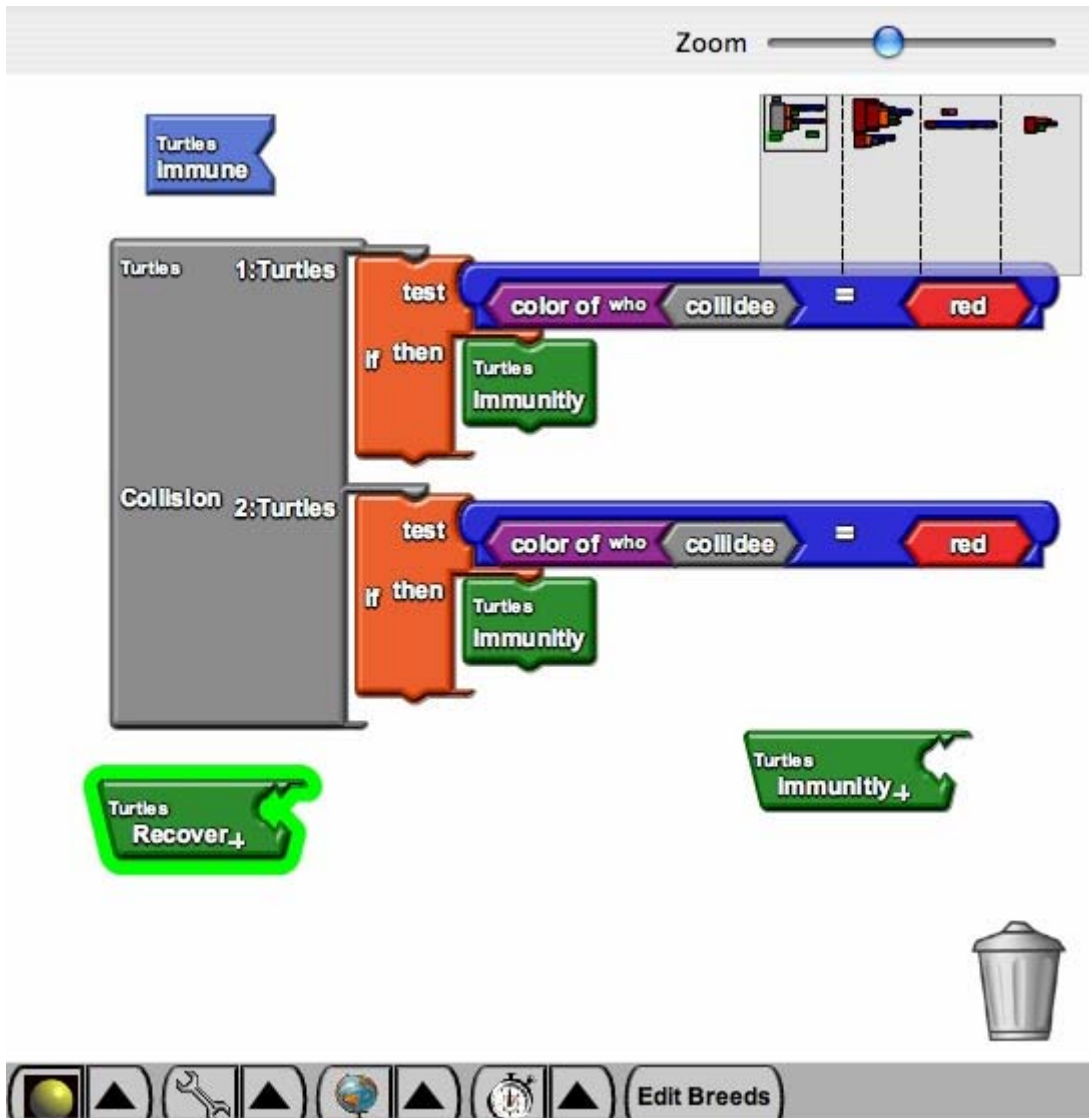 Zoom
Turtles
Immune
Turtles 1:Turtles
test color of who collidee = red
if then
Turtles
Immunitiy
Collision 2:Turtles
test color of who collidee = red
if then
Turtles
Immunitiy
Turtles
Immunitiy+
Turtles
Recover+
Edit Breeds